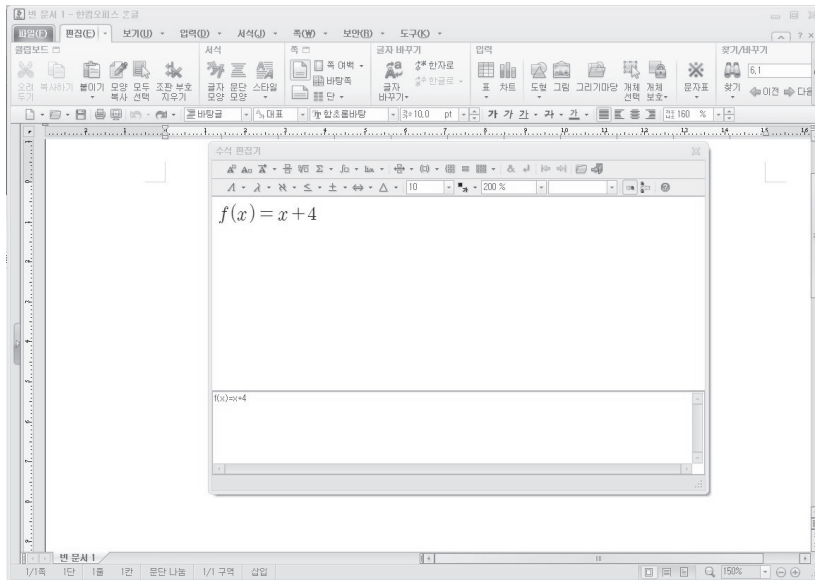 빈 문서 1 - 한컴오피스 한글
파일(F) 편집(E) 보기(U) 입력(D) 서식(J) 쪽(W) 보안(B) 도구(K)
클립보드 서식 쪽 글자 바꾸기 입력 찾기/바꾸기
오려 두기 복사하기 붙이기 모양 복사 모두 선택 조판 부호 지우기 글자 모양 문단 모양 스타일 쪽 여백 바탕쪽 단 글자 바꾸기 한자로 한글로 표 차트 도형 그림 그리기마당 개체 선택 개체 보호 문자표 찾기 6,1 이전 다음
바탕글 대표 함초롬바탕 10.0 pt 가 가 가 가 가 160 %
수식 편집기
10 200 %
f(x)=x+4
f(x)=x+4
빈 문서 1
1/1쪽 1단 1줄 1칸 문단 나눔 1/1 구역 삽입 150%